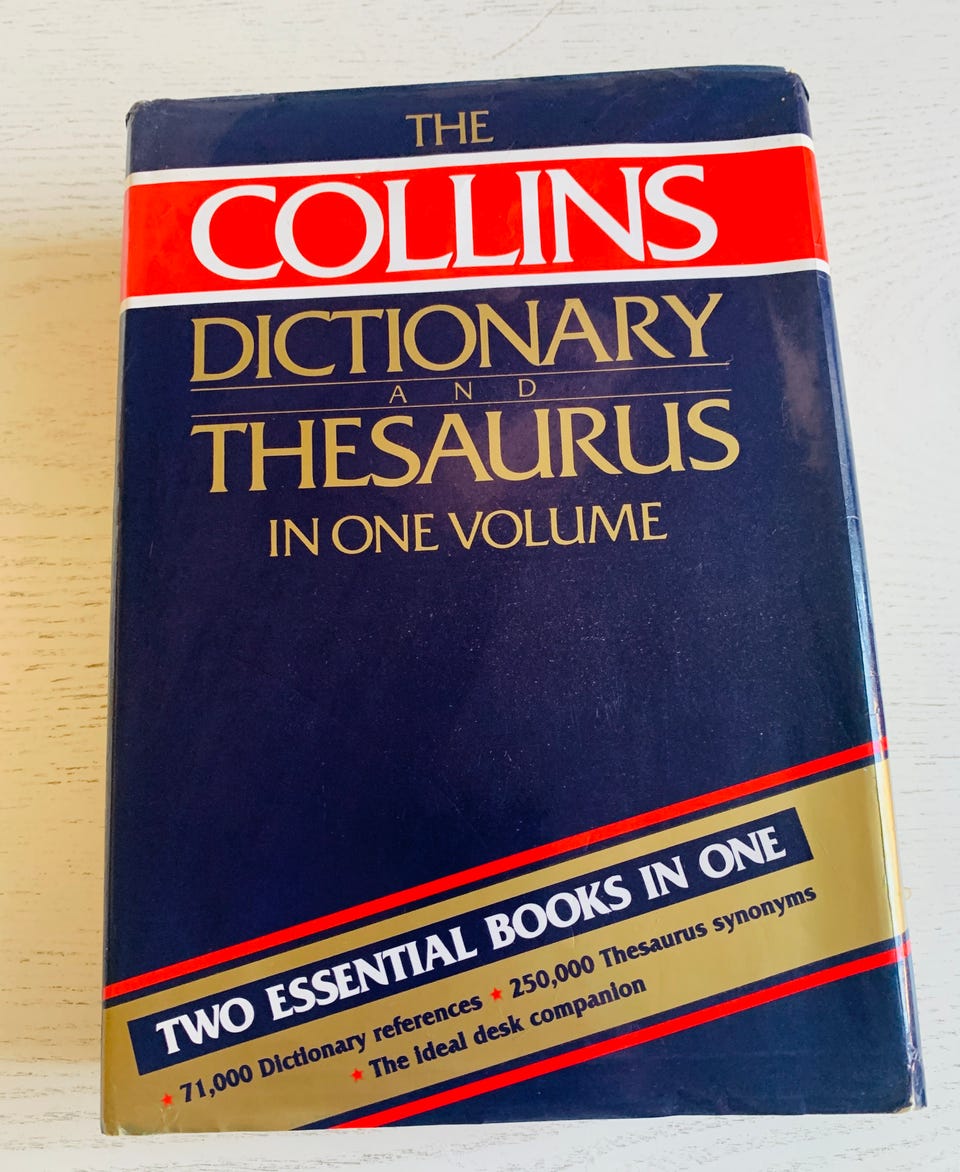 THE
COLLINS
DICTIONARY
AND
THESAURUS
IN ONE VOLUME
TWO ESSENTIAL BOOKS IN ONE
★ 71,000 Dictionary references ★ 250,000 Thesaurus synonyms
★ The ideal desk companion